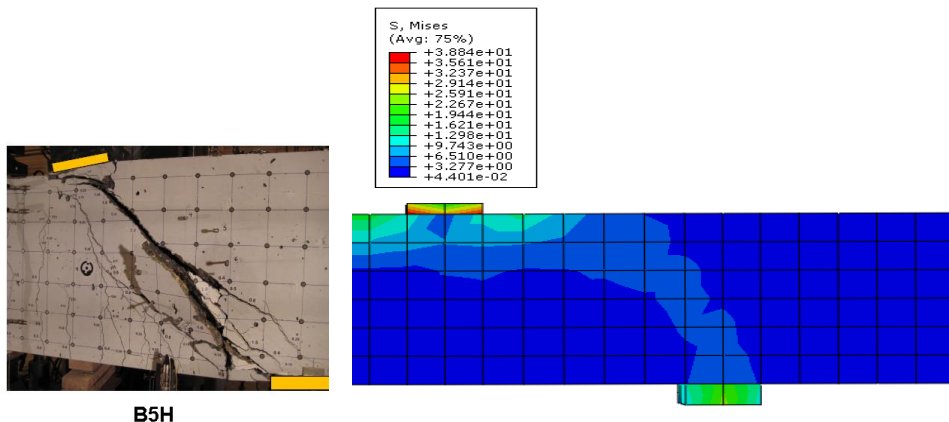 S, Mises
(Avg: 75%)
+3.884e+01
+3.561e+01
+3.237e+01
+2.914e+01
+2.591e+01
+2.267e+01
+1.944e+01
+1.621e+01
+1.298e+01
+9.743e+00
+6.510e+00
+3.277e+00
+4.401e-02
B5H